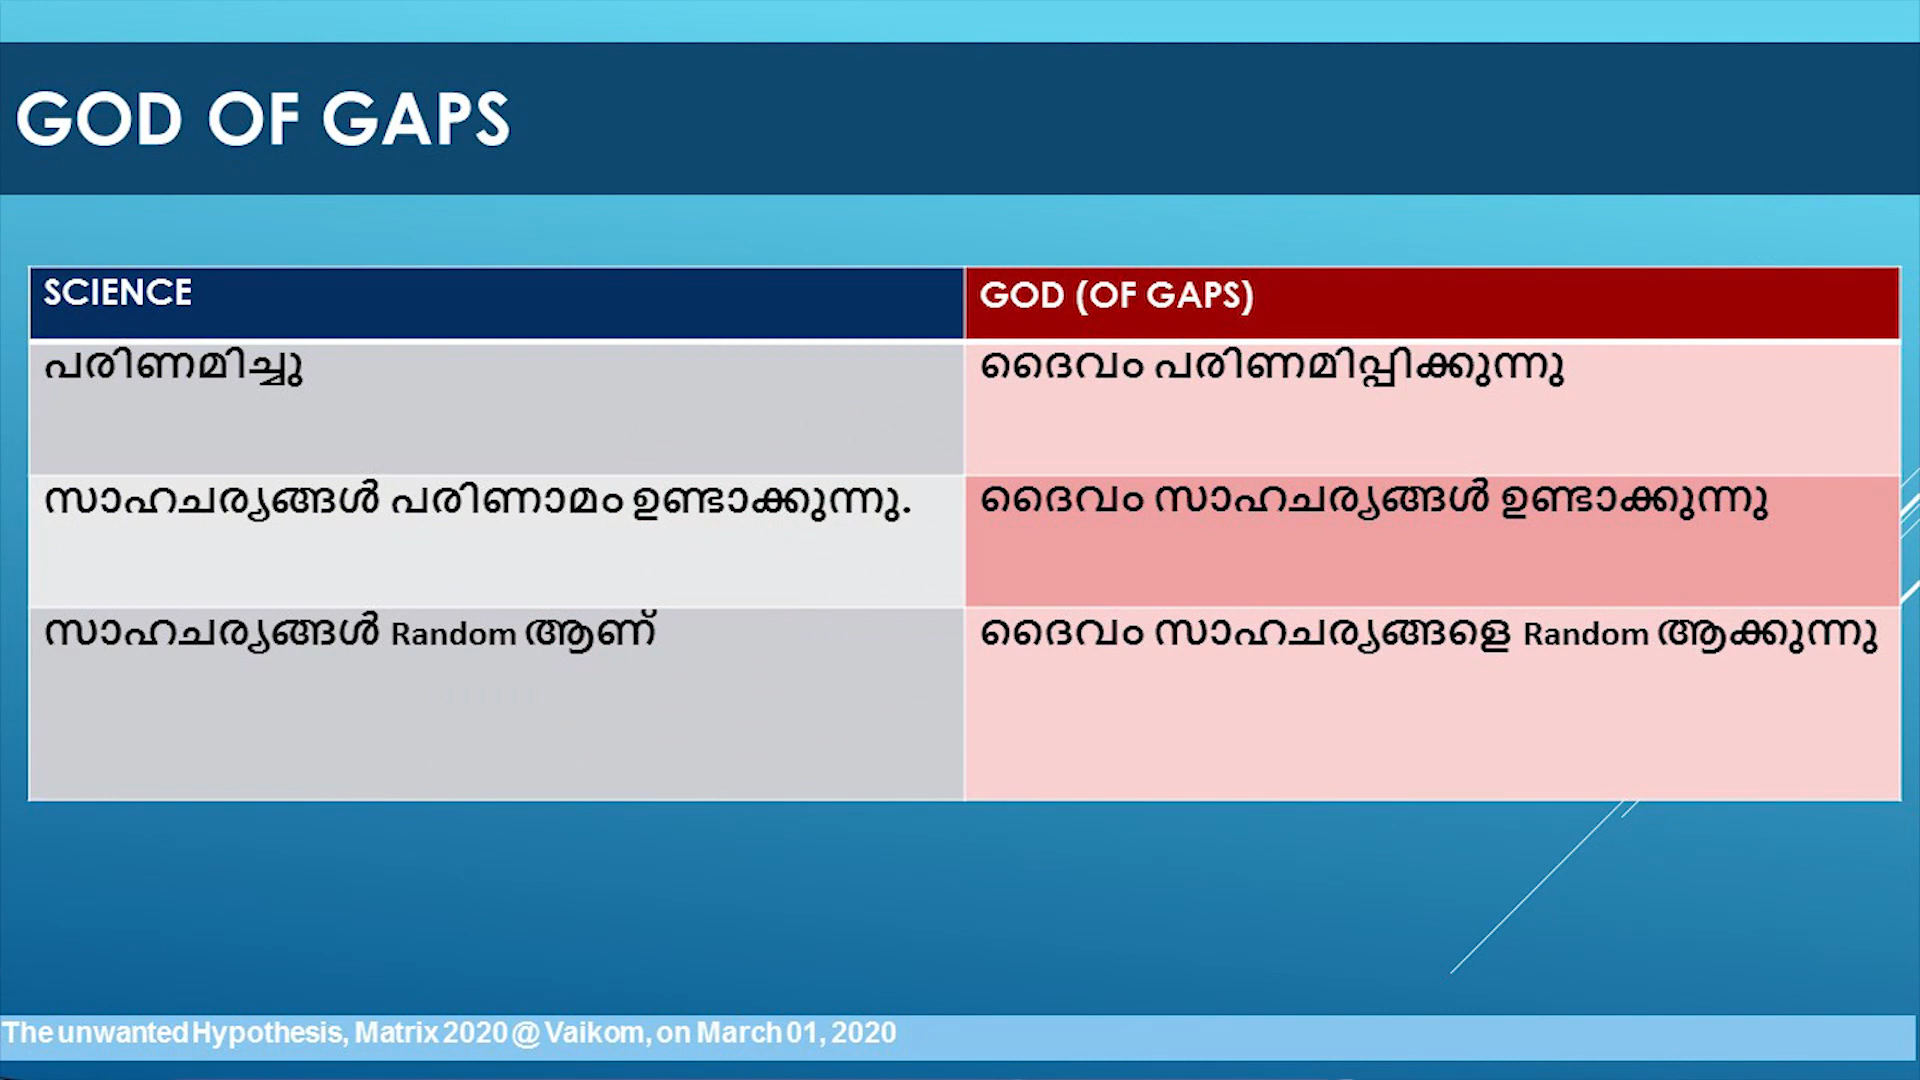 GOD OF GAPS
SCIENCE
GOD (OF GAPS)
പരിണമിച്ചു
ദൈവം പരിണമിപ്പിക്കുന്നു
സാഹചര്യങ്ങൾ പരിണാമം ഉണ്ടാക്കുന്നു.
ദൈവം സാഹചര്യങ്ങൾ ഉണ്ടാക്കുന്നു
സാഹചര്യങ്ങൾ Random ആണ്
ദൈവം സാഹചര്യങ്ങളെ Random ആക്കുന്നു
The unwanted Hypothesis, Matrix 2020 @ Vaikom, on March 01, 2020